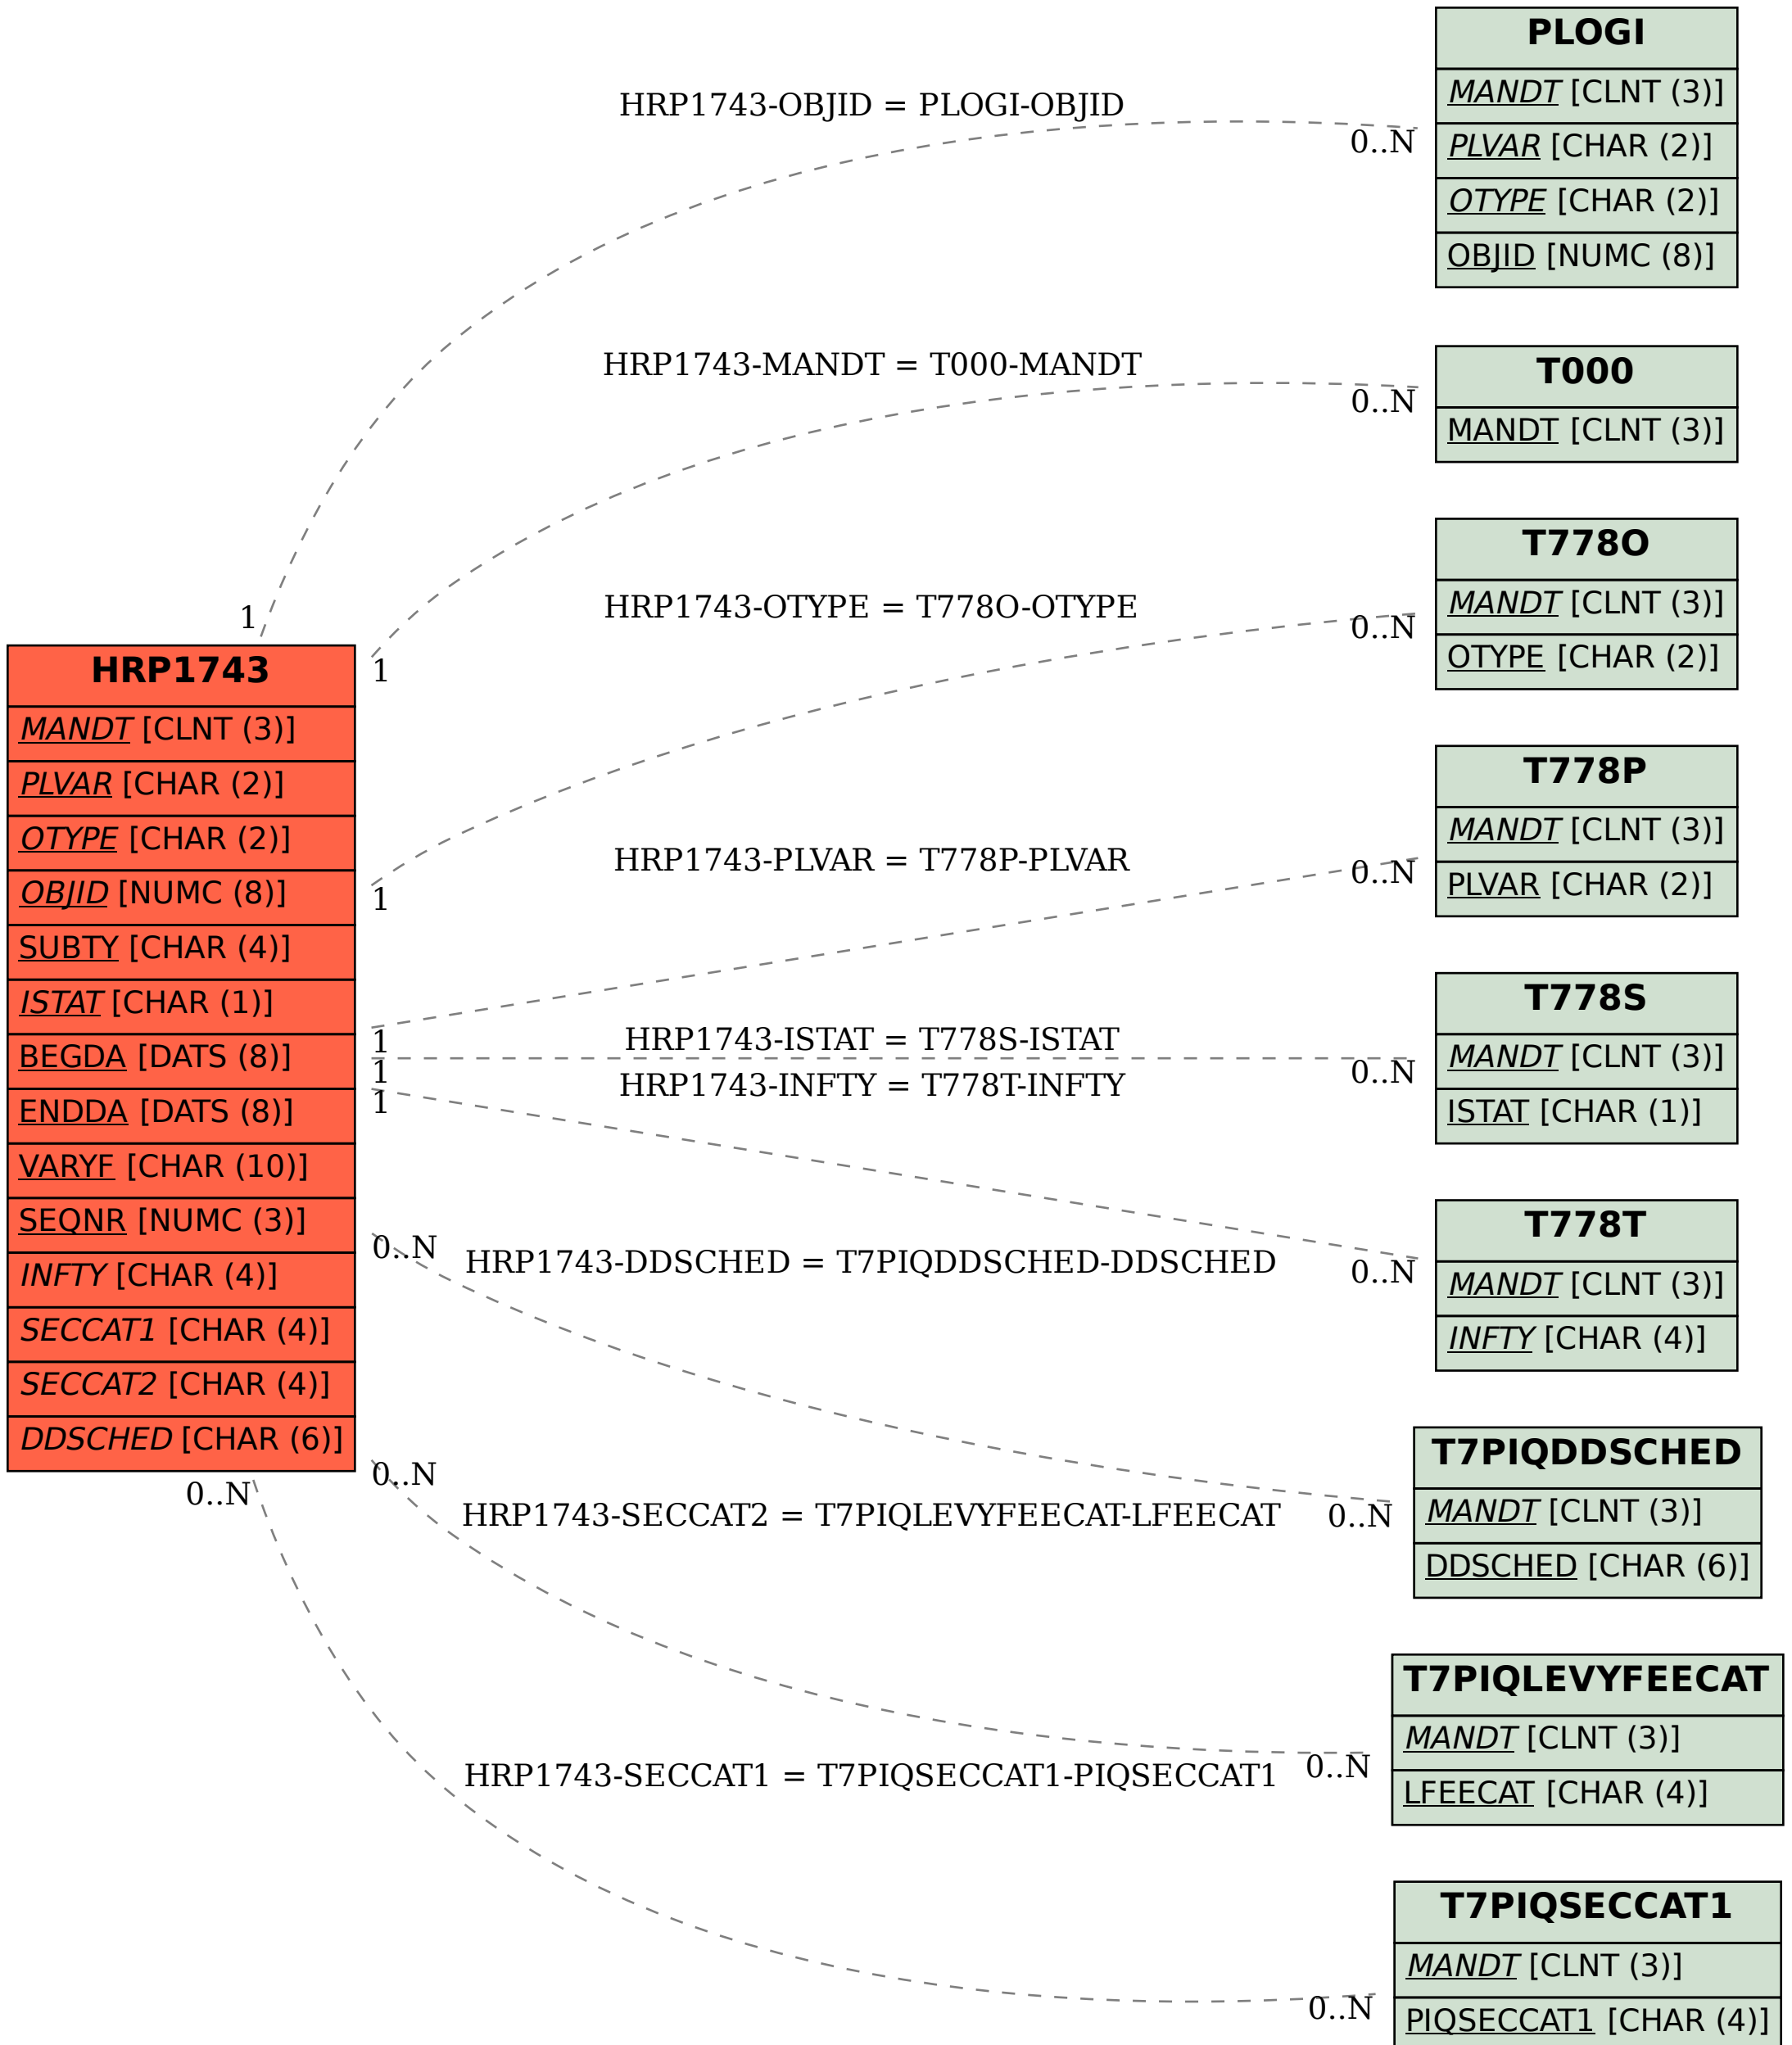 PLOGI
MANDT [CLNT (3)]
PLVAR [CHAR (2)]
OTYPE [CHAR (2)]
OBJID [NUMC (8)]
HRP1743-OBJID = PLOGI-OBJID
0..N
1
T000
MANDT [CLNT (3)]
HRP1743-MANDT = T000-MANDT
0..N
1
T778O
MANDT [CLNT (3)]
OTYPE [CHAR (2)]
HRP1743-OTYPE = T778O-OTYPE
0..N
1
HRP1743
MANDT [CLNT (3)]
PLVAR [CHAR (2)]
OTYPE [CHAR (2)]
OBJID [NUMC (8)]
SUBTY [CHAR (4)]
ISTAT [CHAR (1)]
BEGDA [DATS (8)]
ENDDA [DATS (8)]
VARYF [CHAR (10)]
SEQNR [NUMC (3)]
INFTY [CHAR (4)]
SECCAT1 [CHAR (4)]
SECCAT2 [CHAR (4)]
DDSCHED [CHAR (6)]
T778P
MANDT [CLNT (3)]
PLVAR [CHAR (2)]
HRP1743-PLVAR = T778P-PLVAR
0..N
1
T778S
MANDT [CLNT (3)]
ISTAT [CHAR (1)]
HRP1743-ISTAT = T778S-ISTAT
0..N
1
HRP1743-INFTY = T778T-INFTY
1
0..N
T778T
MANDT [CLNT (3)]
INFTY [CHAR (4)]
0..N
HRP1743-DDSCHED = T7PIQDDSCHED-DDSCHED
0..N
T7PIQDDSCHED
MANDT [CLNT (3)]
DDSCHED [CHAR (6)]
0..N
HRP1743-SECCAT2 = T7PIQLEVYFEECAT-LFEECAT
0..N
T7PIQLEVYFEECAT
MANDT [CLNT (3)]
LFEECAT [CHAR (4)]
0..N
HRP1743-SECCAT1 = T7PIQSECCAT1-PIQSECCAT1
0..N
T7PIQSECCAT1
MANDT [CLNT (3)]
PIQSECCAT1 [CHAR (4)]